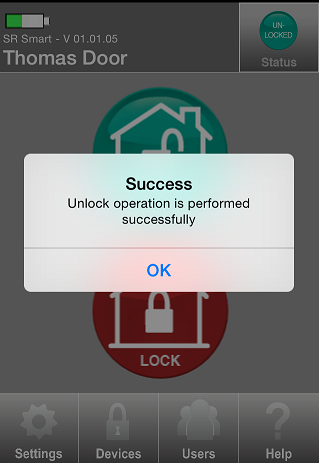 SR Smart - V 01.01.05
Thomas Door
UN-
LOCKED
Status
Success
Unlock operation is performed
successfully
OK
LOCK
Settings
Devices
Users
Help